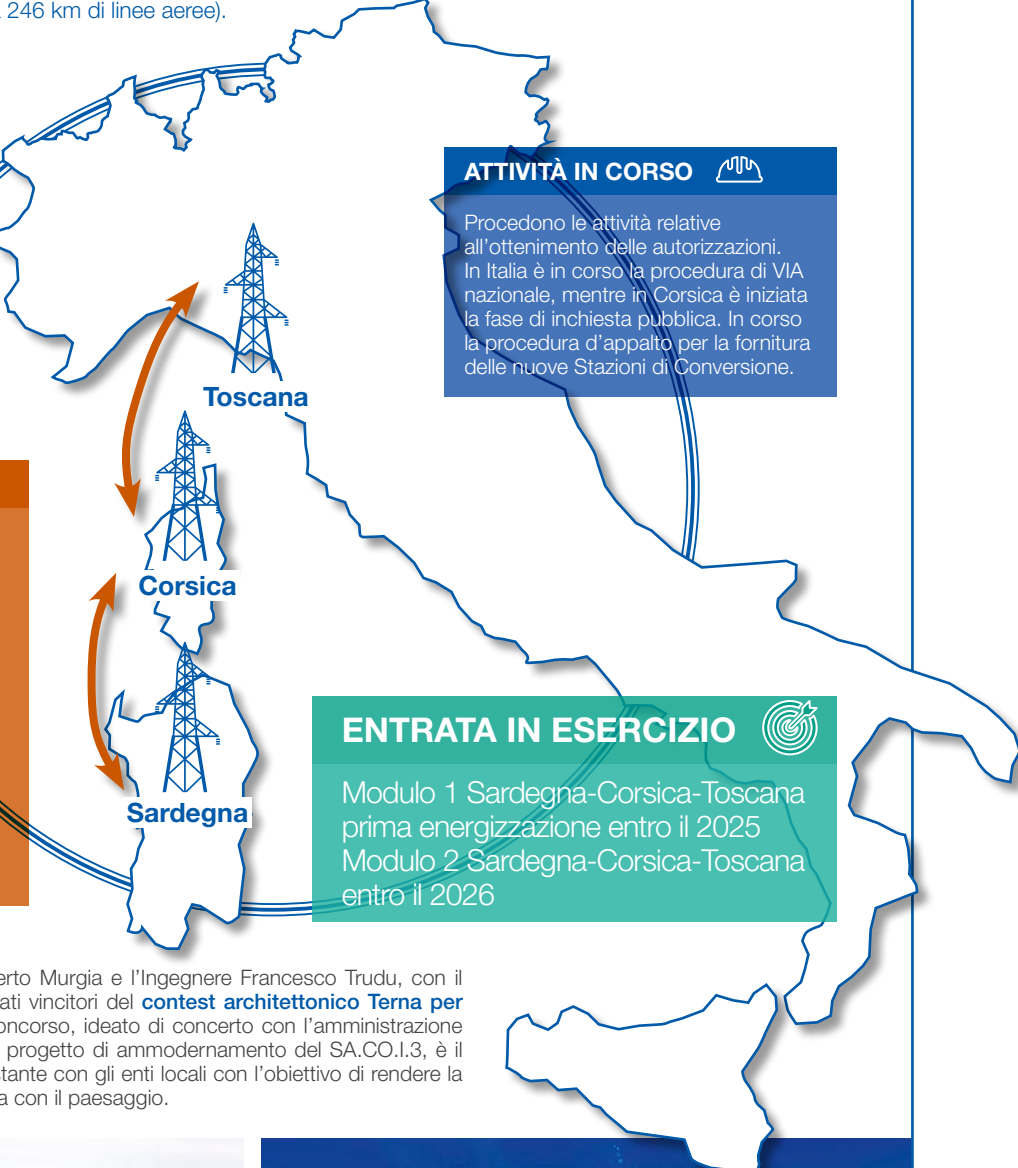 246 km di linee aeree).
ATTIVITÀ IN CORSO
Procedono le attività relative
all'ottenimento delle autorizzazioni.
In Italia è in corso la procedura di VIA
nazionale, mentre in Corsica è iniziata
la fase di inchiesta pubblica. In corso
la procedura d'appalto per la fornitura
delle nuove Stazioni di Conversione.
Toscana
Corsica
Sardegna
ENTRATA IN ESERCIZIO
Modulo 1 Sardegna-Corsica-Toscana
prima energizzazione entro il 2025
Modulo 2 Sardegna-Corsica-Toscana
entro il 2026
Murgia e l'Ingegnere Francesco Trudu, con il
vincitori del contest architettonico Terna per
ideato di concerto con l'amministrazione
progetto di ammodernamento del SA.CO.I.3, è il
con gli enti locali con l'obiettivo di rendere la
con il paesaggio.